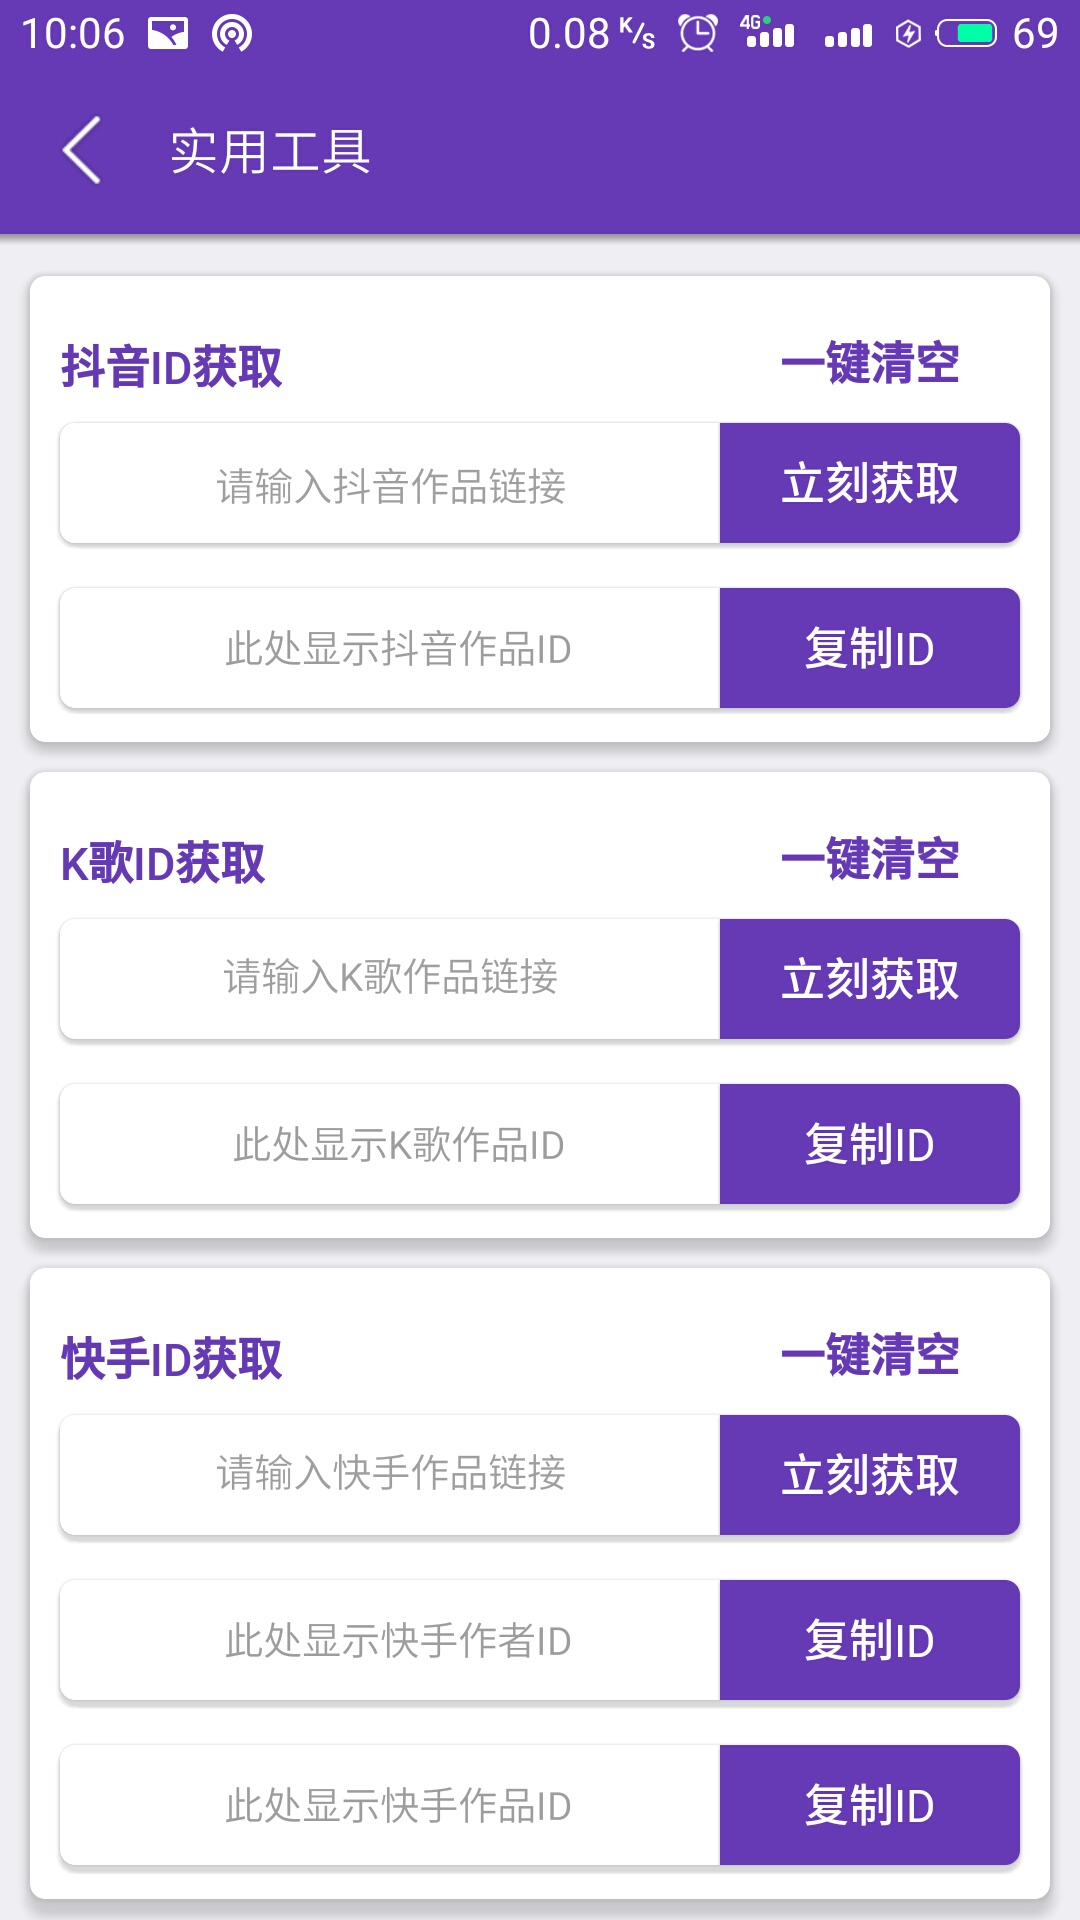 10:06 0.08 K/s 4G 69
实用工具
抖音ID获取 一键清空
请输入抖音作品链接 立刻获取
此处显示抖音作品ID 复制ID
K歌ID获取 一键清空
请输入K歌作品链接 立刻获取
此处显示K歌作品ID 复制ID
快手ID获取 一键清空
请输入快手作品链接 立刻获取
此处显示快手作者ID 复制ID
此处显示快手作品ID 复制ID